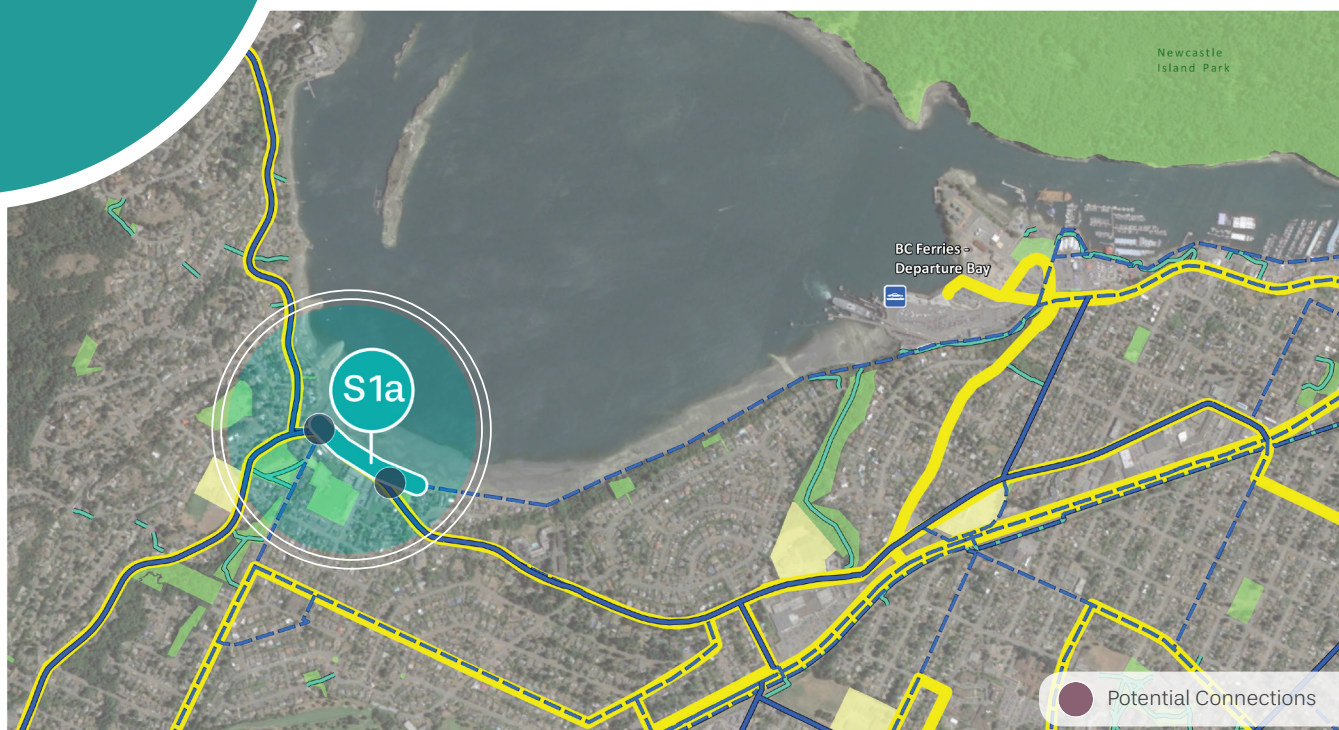 Newcastle
Island Park
BC Ferries -
Departure Bay
S1a
Potential Connections